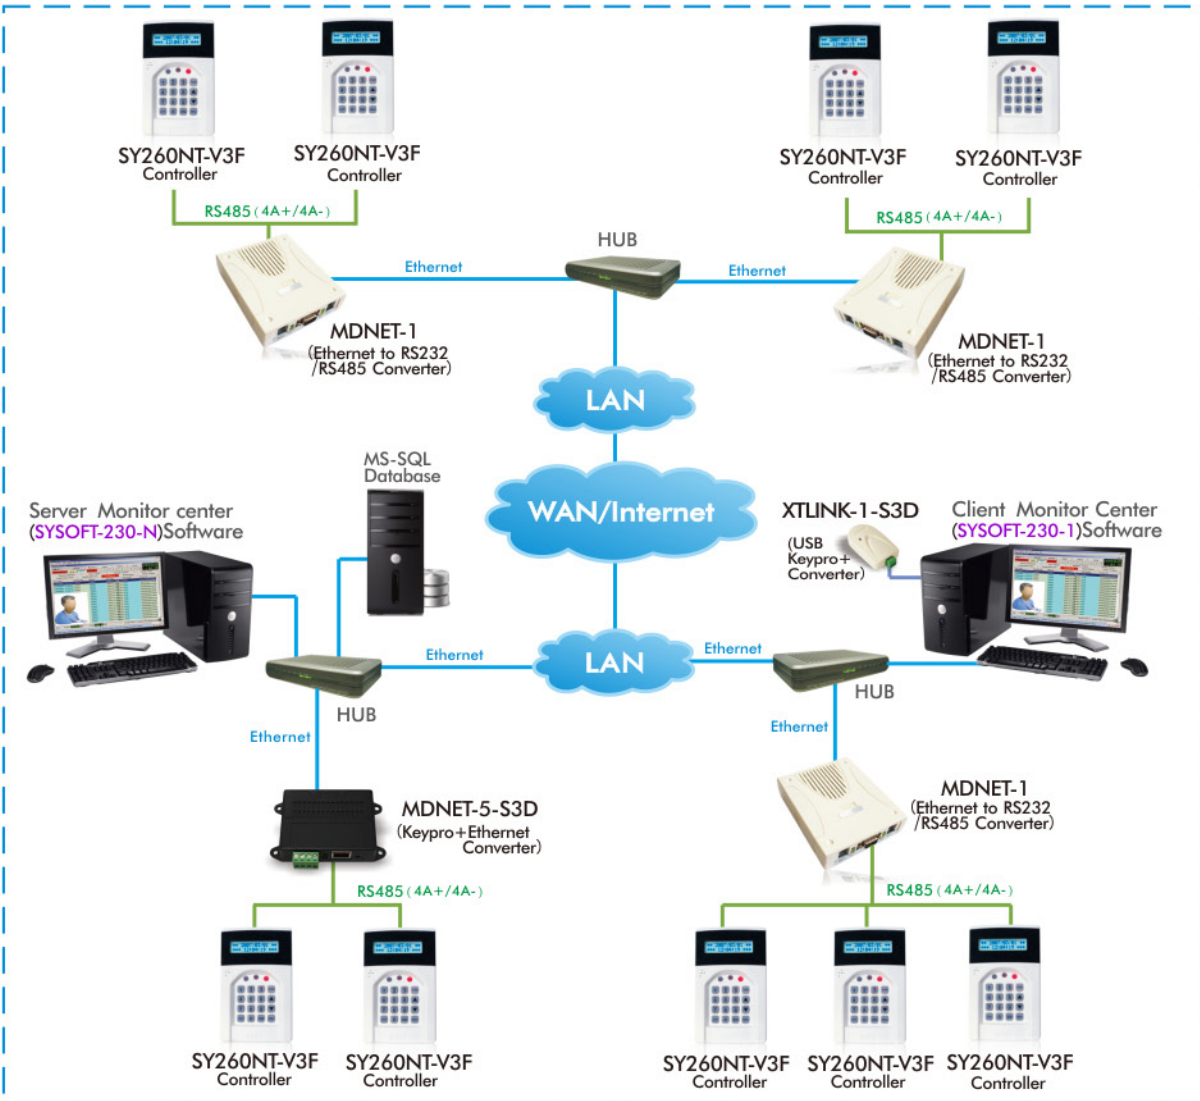 SY260NT-V3F
Controller
SY260NT-V3F
Controller
SY260NT-V3F
Controller
SY260NT-V3F
Controller
RS485 ( 4A+/4A- )
RS485 ( 4A+/4A- )
HUB
Ethernet
Ethernet
MDNET-1
(Ethernet to RS232
/RS485 Converter)
MDNET-1
(Ethernet to RS232
/RS485 Converter)
LAN
MS-SQL
Database
WAN/Internet
Server Monitor center
(SYSOFT-230-N)Software
XTLINK-1-S3D
(USB
Keypro+
Converter)
Client Monitor Center
(SYSOFT-230-1)Software
Ethernet
LAN
Ethernet
HUB
HUB
Ethernet
Ethernet
MDNET-5-S3D
(Keypro+Ethernet
Converter)
MDNET-1
(Ethernet to RS232
/RS485 Converter)
RS485 ( 4A+/4A- )
RS485 ( 4A+/4A- )
SY260NT-V3F
Controller
SY260NT-V3F
Controller
SY260NT-V3F
Controller
SY260NT-V3F
Controller
SY260NT-V3F
Controller